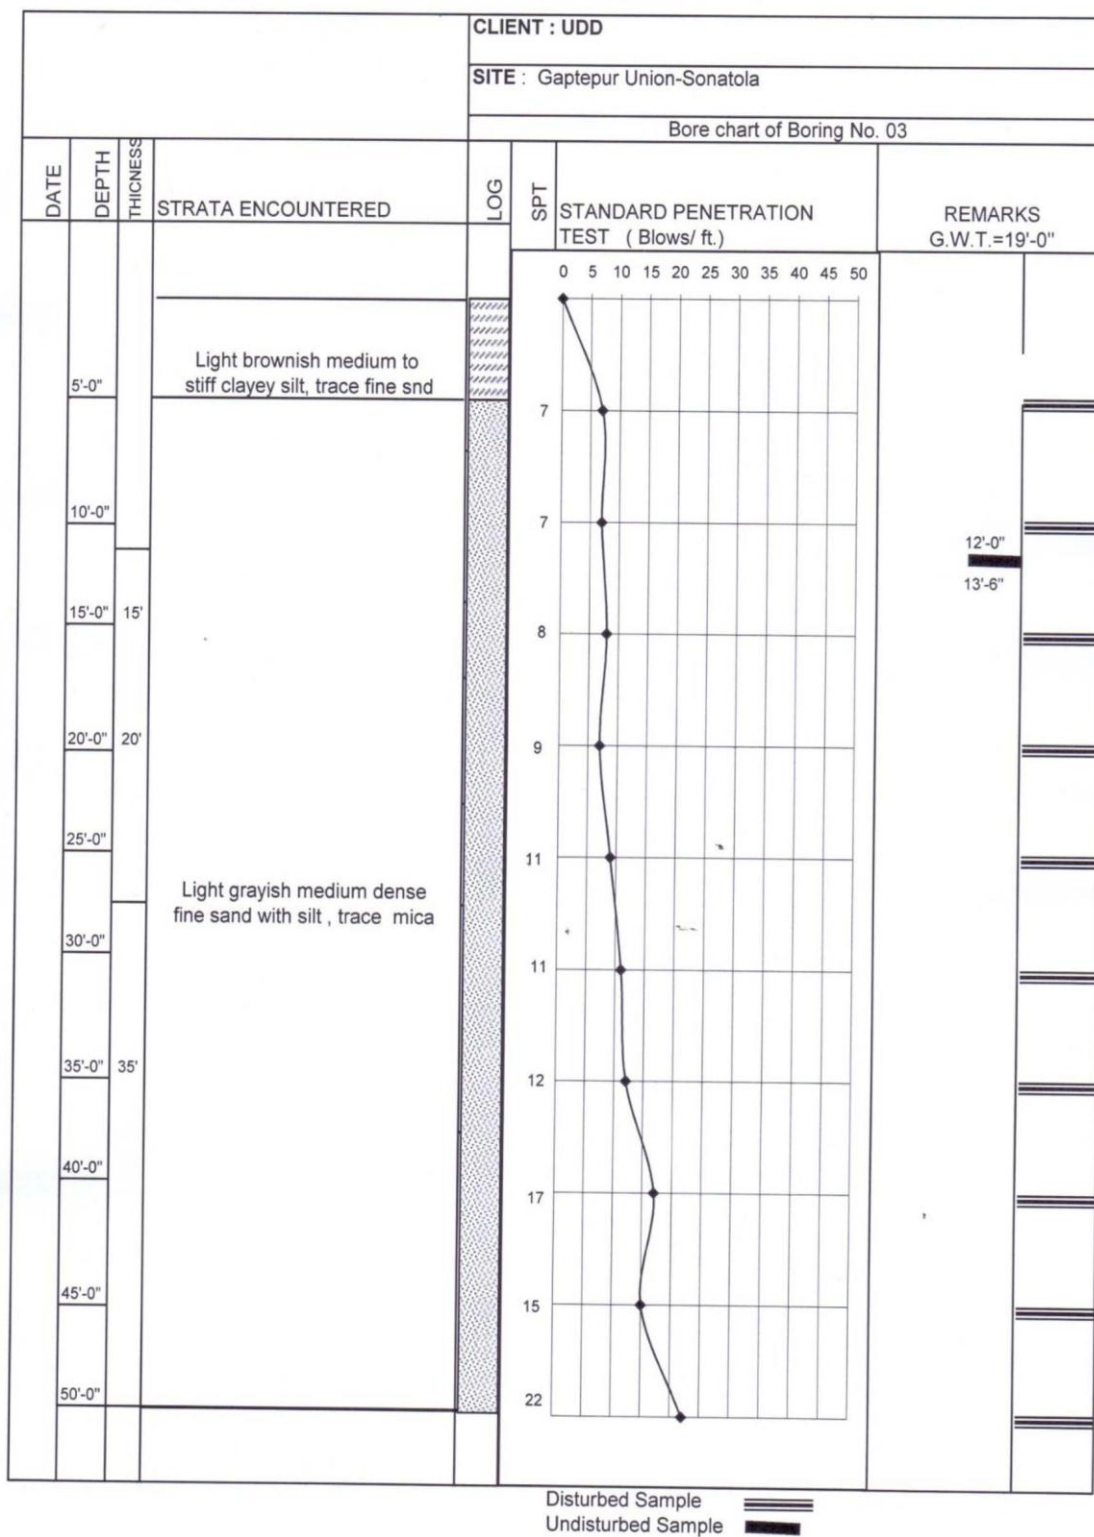 CLIENT : UDD
SITE : Gaptepur Union-Sonatola
Bore chart of Boring No. 03
DATE
DEPTH
THICNESS
STRATA ENCOUNTERED
LOG
SPT
STANDARD PENETRATION
TEST ( Blows/ ft.)
REMARKS
G.W.T.=19'-0"
0 5 10 15 20 25 30 35 40 45 50
Light brownish medium to
stiff clayey silt, trace fine snd
5'-0"
7
10'-0"
7
12'-0"
13'-6"
15'-0" 15'
8
20'-0" 20'
9
25'-0"
11
Light grayish medium dense
fine sand with silt , trace mica
30'-0"
11
35'-0" 35'
12
40'-0"
17
45'-0"
15
50'-0"
22
Disturbed Sample
Undisturbed Sample